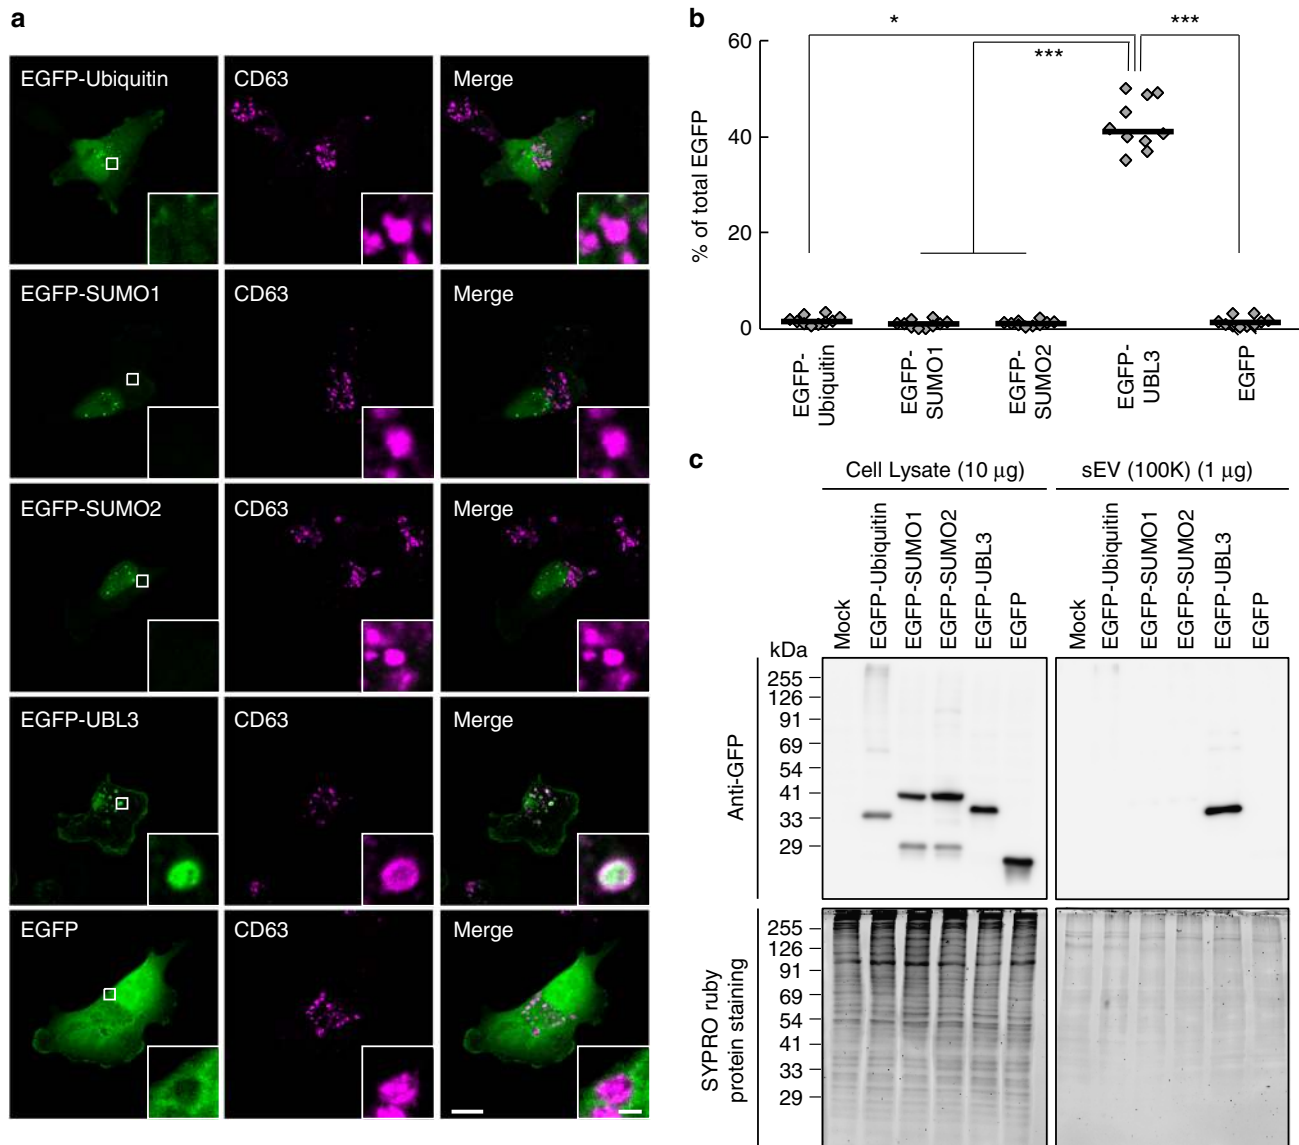 a
EGFP-Ubiquitin CD63 Merge
EGFP-SUMO1 CD63 Merge
EGFP-SUMO2 CD63 Merge
EGFP-UBL3 CD63 Merge
EGFP CD63 Merge
b
* *** ***
% of total EGFP
60
40
20
0
EGFP-Ubiquitin
EGFP-SUMO1
EGFP-SUMO2
EGFP-UBL3
EGFP
c
Cell Lysate (10 μg) sEV (100K) (1 μg)
Mock EGFP-Ubiquitin EGFP-SUMO1 EGFP-SUMO2 EGFP-UBL3 EGFP
Mock EGFP-Ubiquitin EGFP-SUMO1 EGFP-SUMO2 EGFP-UBL3 EGFP
kDa
Anti-GFP
255
126
91
69
54
41
33
29
SYPRO ruby
protein staining
255
126
91
69
54
41
33
29